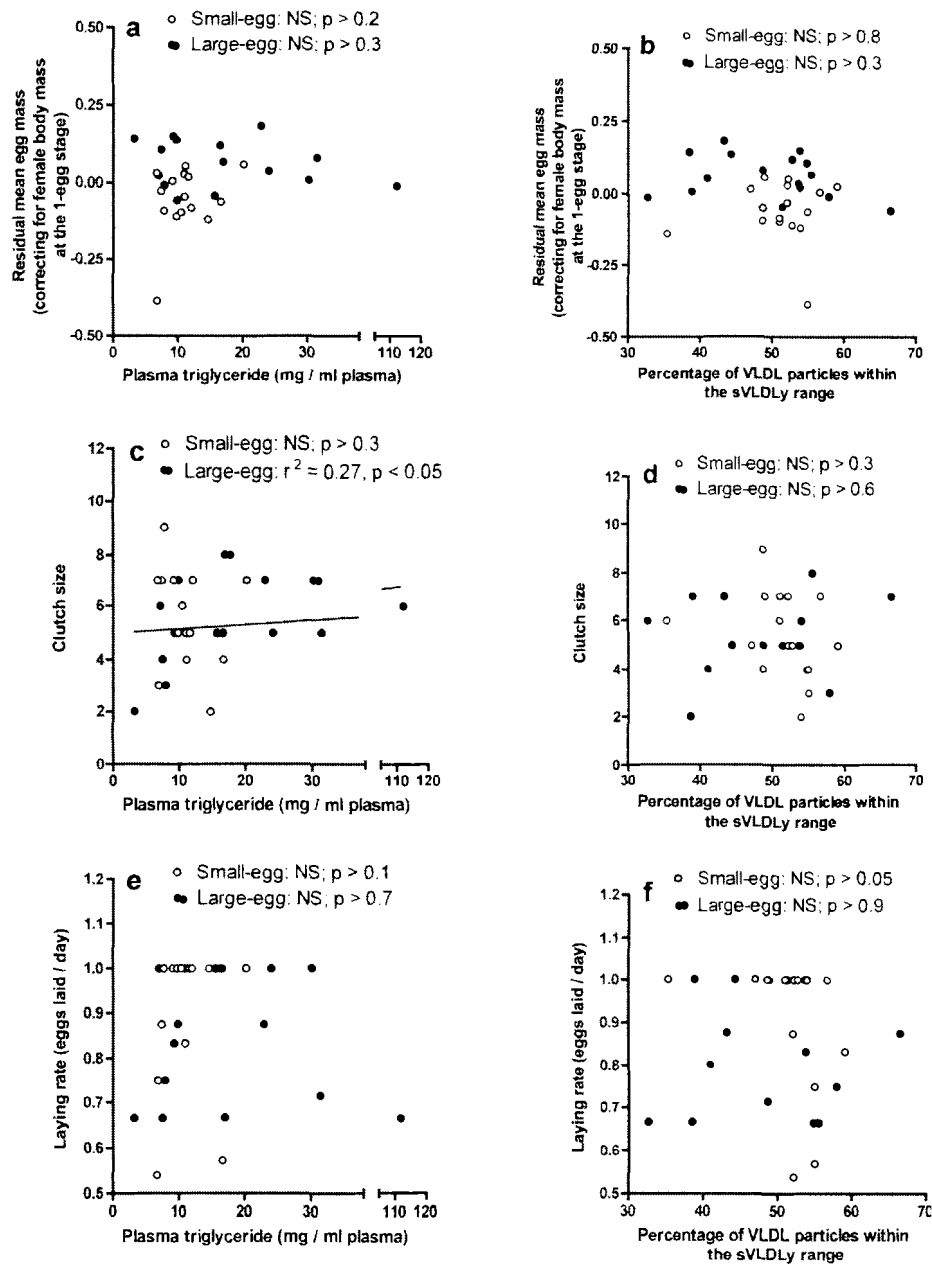 a
Small-egg: NS; p > 0.2
Large-egg: NS; p > 0.3
0.50
0.25
0.00
-0.25
-0.50
Residual mean egg mass
(correcting for female body mass
at the 1-egg stage)
0 10 20 30 110 120
Plasma triglyceride (mg / ml plasma)
b
Small-egg: NS; p > 0.8
Large-egg: NS; p > 0.3
0.50
0.25
0.00
-0.25
-0.50
Residual mean egg mass
(correcting for female body mass
at the 1-egg stage)
30 40 50 60 70
Percentage of VLDL particles within
the sVLDLy range
c
Small-egg: NS; p > 0.3
Large-egg: r² = 0.27, p < 0.05
12
10
8
6
4
2
0
Clutch size
0 10 20 30 110 120
Plasma triglyceride (mg / ml plasma)
d
Small-egg: NS; p > 0.3
Large-egg: NS; p > 0.6
12
10
8
6
4
2
0
Clutch size
30 40 50 60 70
Percentage of VLDL particles within
the sVLDLy range
e
Small-egg: NS; p > 0.1
Large-egg: NS; p > 0.7
1.2
1.1
1.0
0.9
0.8
0.7
0.6
0.5
Laying rate (eggs laid / day)
0 10 20 30 110 120
Plasma triglyceride (mg / ml plasma)
f
Small-egg: NS; p > 0.05
Large-egg: NS; p > 0.9
1.2
1.1
1.0
0.9
0.8
0.7
0.6
0.5
Laying rate (eggs laid / day)
30 40 50 60 70
Percentage of VLDL particles within
the sVLDLy range